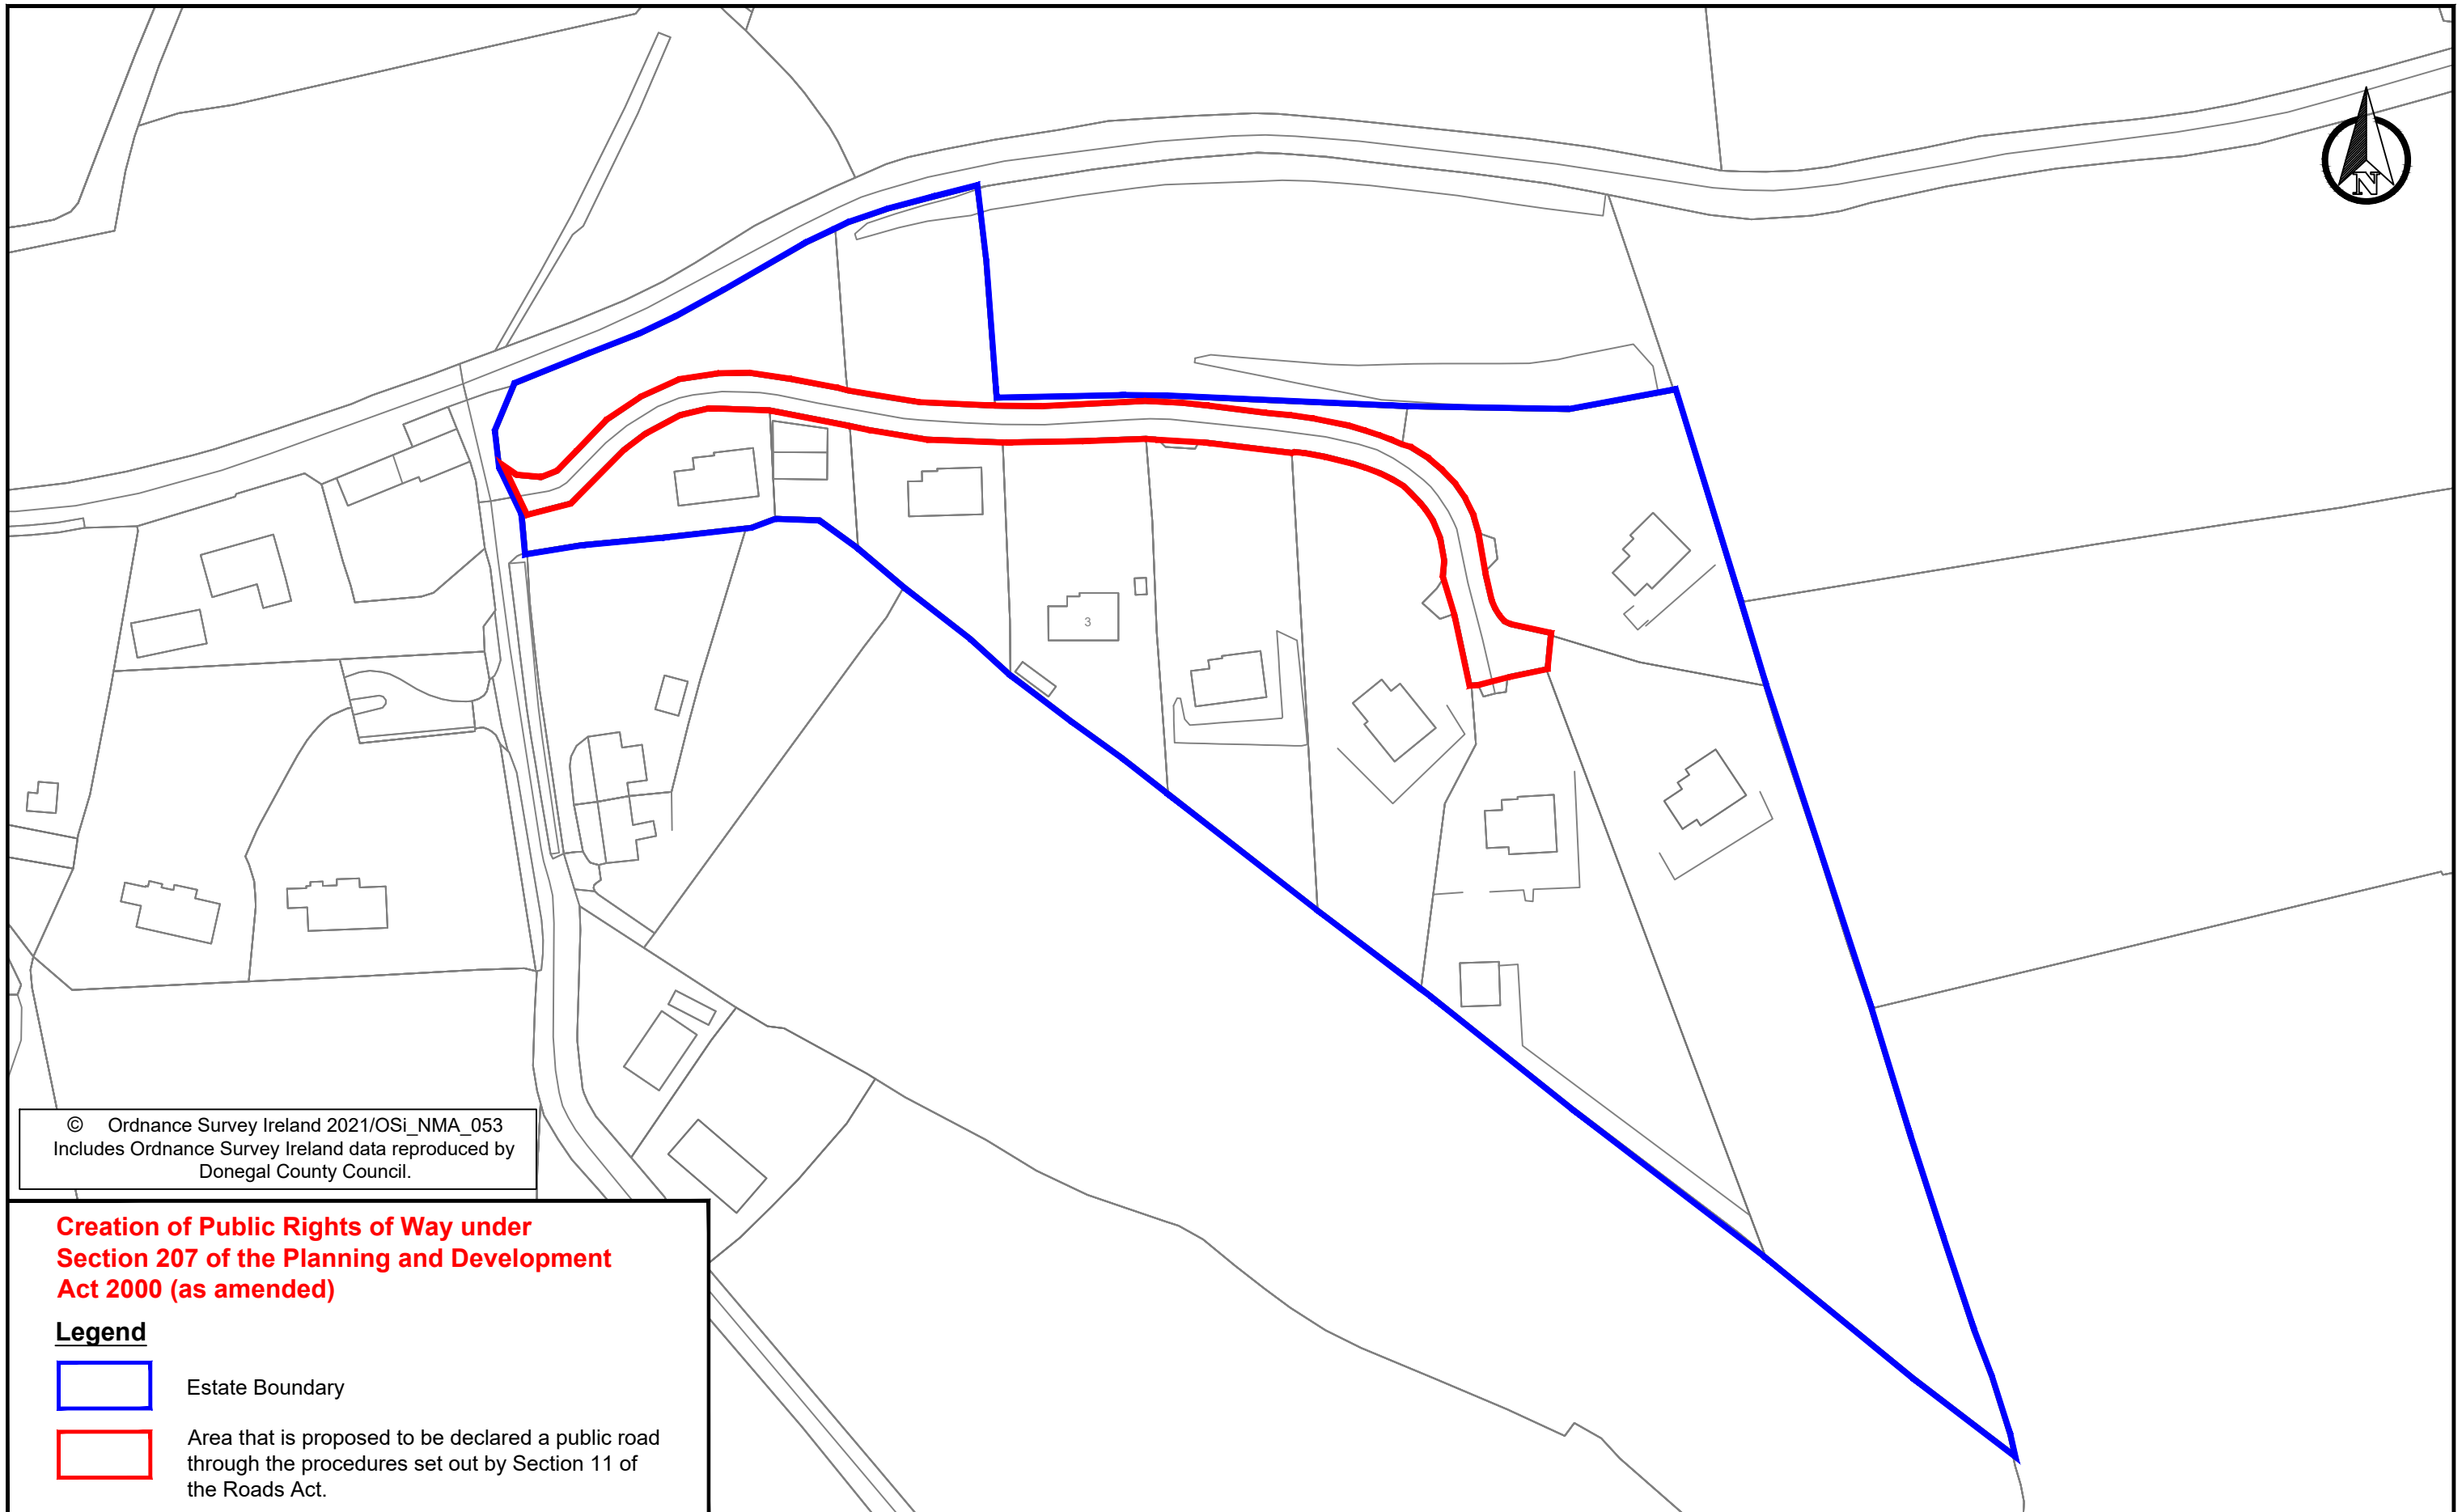 N
3
© Ordnance Survey Ireland 2021/OSi_NMA_053
Includes Ordnance Survey Ireland data reproduced by
Donegal County Council.
Creation of Public Rights of Way under
Section 207 of the Planning and Development
Act 2000 (as amended)
Legend
Estate Boundary
Area that is proposed to be declared a public road
through the procedures set out by Section 11 of
the Roads Act.